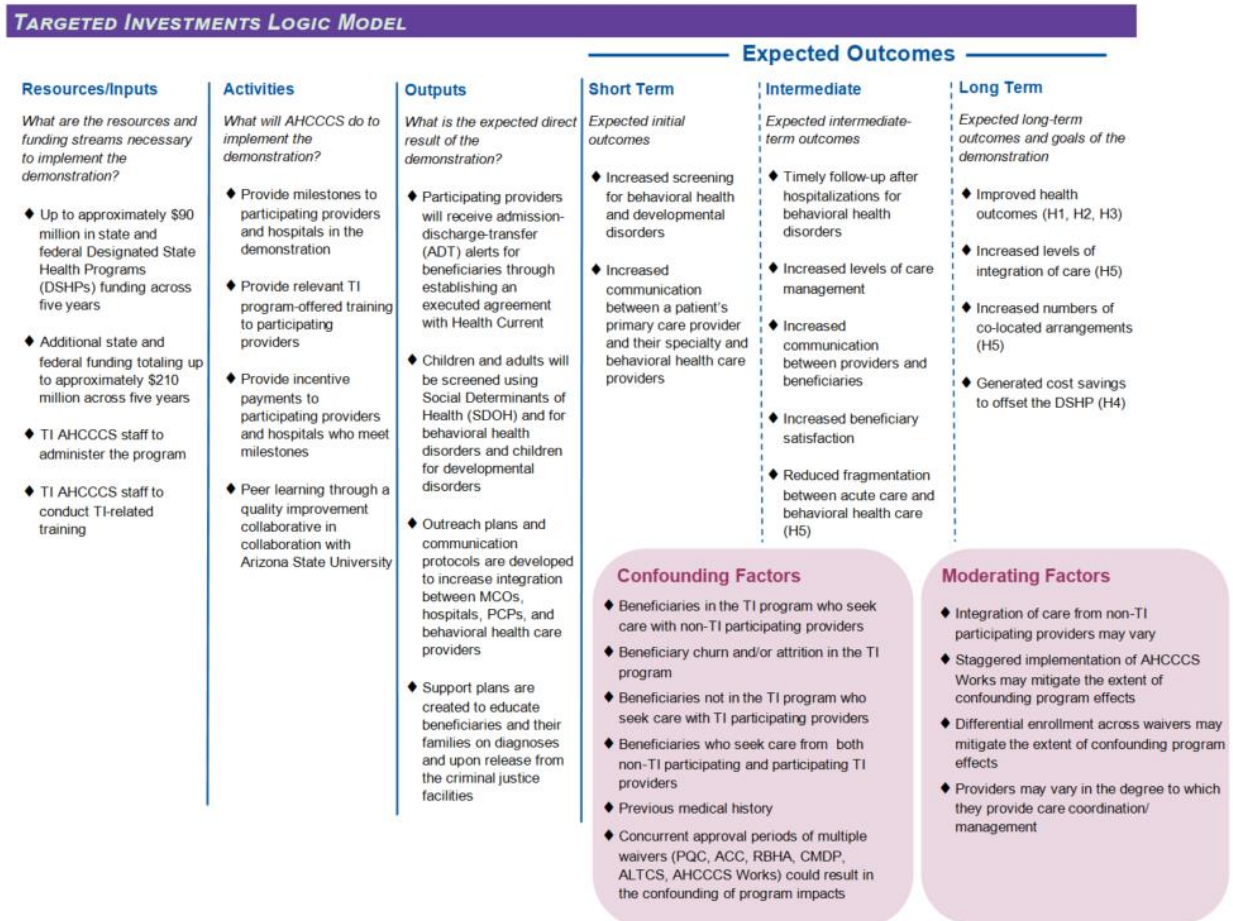 TARGETED INVESTMENTS LOGIC MODEL
Expected Outcomes
Resources/Inputs
What are the resources and
funding streams necessary
to implement the
demonstration?
♦ Up to approximately $90
million in state and
federal Designated State
Health Programs
(DSHPs) funding across
five years
♦ Additional state and
federal funding totaling up
to approximately $210
million across five years
♦ TI AHCCCS staff to
administer the program
♦ TI AHCCCS staff to
conduct TI-related
training
Activities
What will AHCCCS do to
implement the
demonstration?
♦ Provide milestones to
participating providers
and hospitals in the
demonstration
♦ Provide relevant TI
program-offered training
to participating
providers
♦ Provide incentive
payments to
participating providers
and hospitals who meet
milestones
♦ Peer learning through a
quality improvement
collaborative in
collaboration with
Arizona State University
Outputs
What is the expected direct
result of the
demonstration?
♦ Participating providers
will receive admission-
discharge-transfer
(ADT) alerts for
beneficiaries through
establishing an
executed agreement
with Health Current
♦ Children and adults will
be screened using
Social Determinants of
Health (SDOH) and for
behavioral health
disorders and children
for developmental
disorders
♦ Outreach plans and
communication
protocols are developed
to increase integration
between MCOs,
hospitals, PCPs, and
behavioral health care
providers
♦ Support plans are
created to educate
beneficiaries and their
families on diagnoses
and upon release from
the criminal justice
facilities
Short Term
Expected initial
outcomes
♦ Increased screening
for behavioral health
and developmental
disorders
♦ Increased
communication
between a patient's
primary care provider
and their specialty and
behavioral health care
providers
Intermediate
Expected intermediate-
term outcomes
♦ Timely follow-up after
hospitalizations for
behavioral health
disorders
♦ Increased levels of care
management
♦ Increased
communication
between providers and
beneficiaries
♦ Increased beneficiary
satisfaction
♦ Reduced fragmentation
between acute care and
behavioral health care
(H5)
Long Term
Expected long-term
outcomes and goals of the
demonstration
♦ Improved health
outcomes (H1, H2, H3)
♦ Increased levels of
integration of care (H5)
♦ Increased numbers of
co-located arrangements
(H5)
♦ Generated cost savings
to offset the DSHP (H4)
Confounding Factors
♦ Beneficiaries in the TI program who seek
care with non-TI participating providers
♦ Beneficiary churn and/or attrition in the TI
program
♦ Beneficiaries not in the TI program who
seek care with TI participating providers
♦ Beneficiaries who seek care from both
non-TI participating and participating TI
providers
♦ Previous medical history
♦ Concurrent approval periods of multiple
waivers (PQC, ACC, RBHA, CMDP,
ALTCS, AHCCCS Works) could result in
the confounding of program impacts
Moderating Factors
♦ Integration of care from non-TI
participating providers may vary
♦ Staggered implementation of AHCCCS
Works may mitigate the extent of
confounding program effects
♦ Differential enrollment across waivers may
mitigate the extent of confounding program
effects
♦ Providers may vary in the degree to which
they provide care coordination/
management